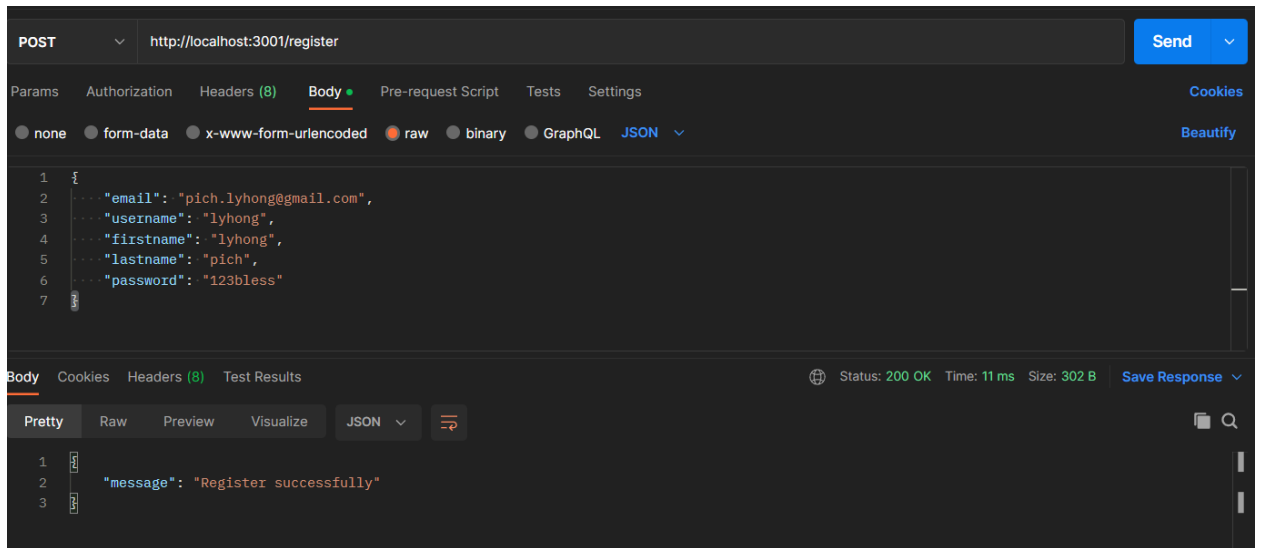 POST http://localhost:3001/register Send
Params Authorization Headers (8) Body Pre-request Script Tests Settings Cookies
none form-data x-www-form-urlencoded raw binary GraphQL JSON Beautify
1 {
2 "email": "pich.lyhong@gmail.com",
3 "username": "lyhong",
4 "firstname": "lyhong",
5 "lastname": "pich",
6 "password": "123bless"
7 }
Body Cookies Headers (8) Test Results Status: 200 OK Time: 11 ms Size: 302 B Save Response
Pretty Raw Preview Visualize JSON
1 {
2 "message": "Register successfully"
3 }